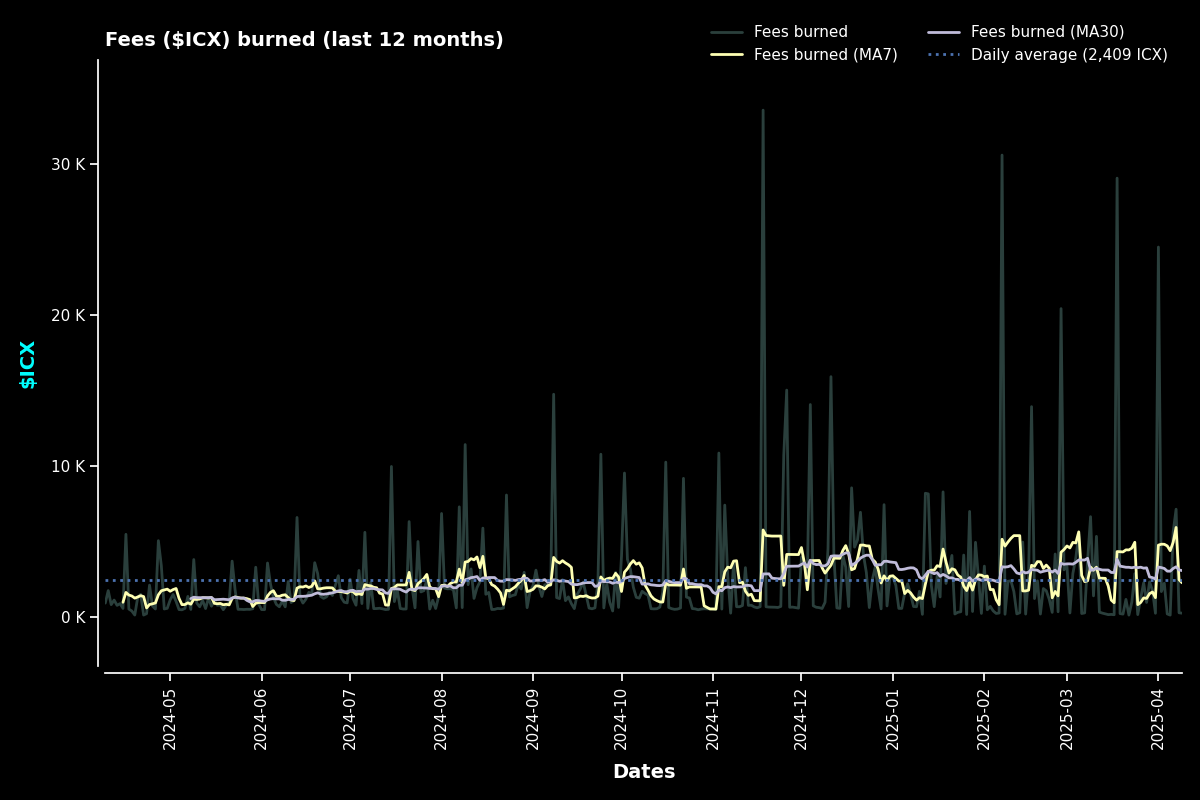 Fees ($ICX) burned (last 12 months)
Fees burned
Fees burned (MA7)
Fees burned (MA30)
Daily average (2,409 ICX)
$ICX
30 K
20 K
10 K
0 K
2024-05
2024-06
2024-07
2024-08
2024-09
2024-10
2024-11
2024-12
2025-01
2025-02
2025-03
2025-04
Dates